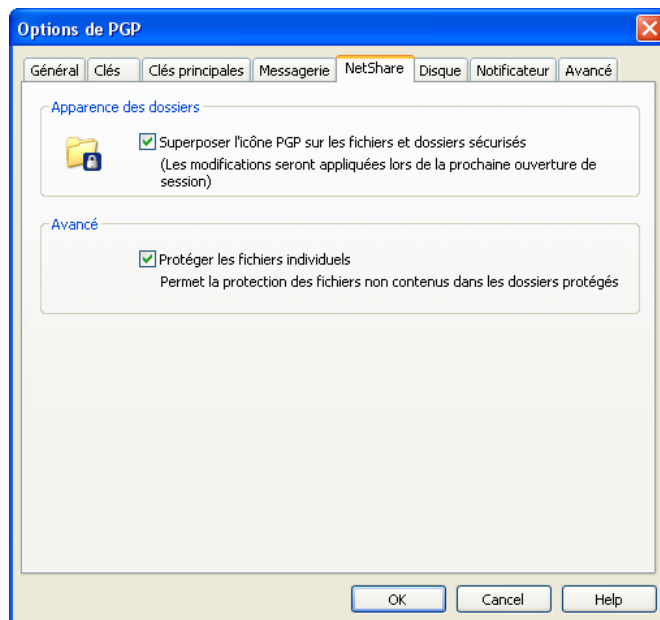 Options de PGP
Général Clés Clés principales Messagerie NetShare Disque Notificateur Avancé
Apparence des dossiers
Superposer l'icône PGP sur les fichiers et dossiers sécurisés
(Les modifications seront appliquées lors de la prochaine ouverture de
session)
Avancé
Protéger les fichiers individuels
Permet la protection des fichiers non contenus dans les dossiers protégés
OK Cancel Help